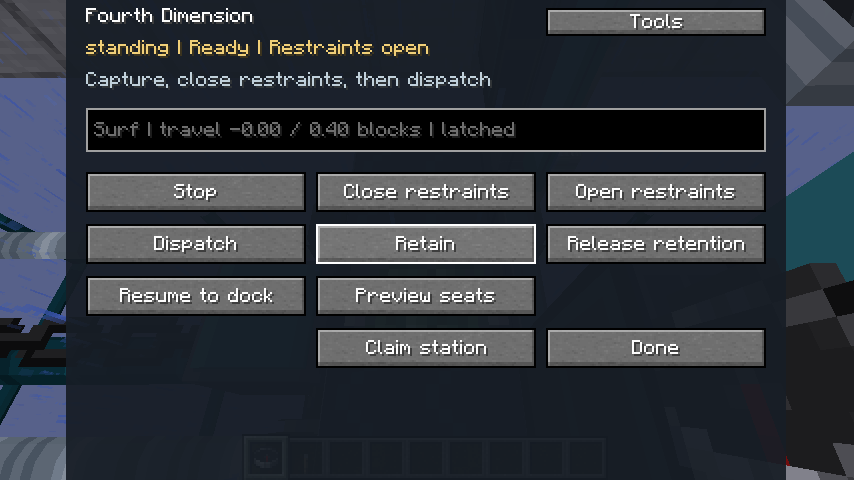 Fourth Dimension
Tools
standing | Ready | Restraints open
Capture, close restraints, then dispatch
Surf | travel -0.00 / 0.40 blocks | latched
Stop
Close restraints
Open restraints
Dispatch
Retain
Release retention
Resume to dock
Preview seats
Claim station
Done